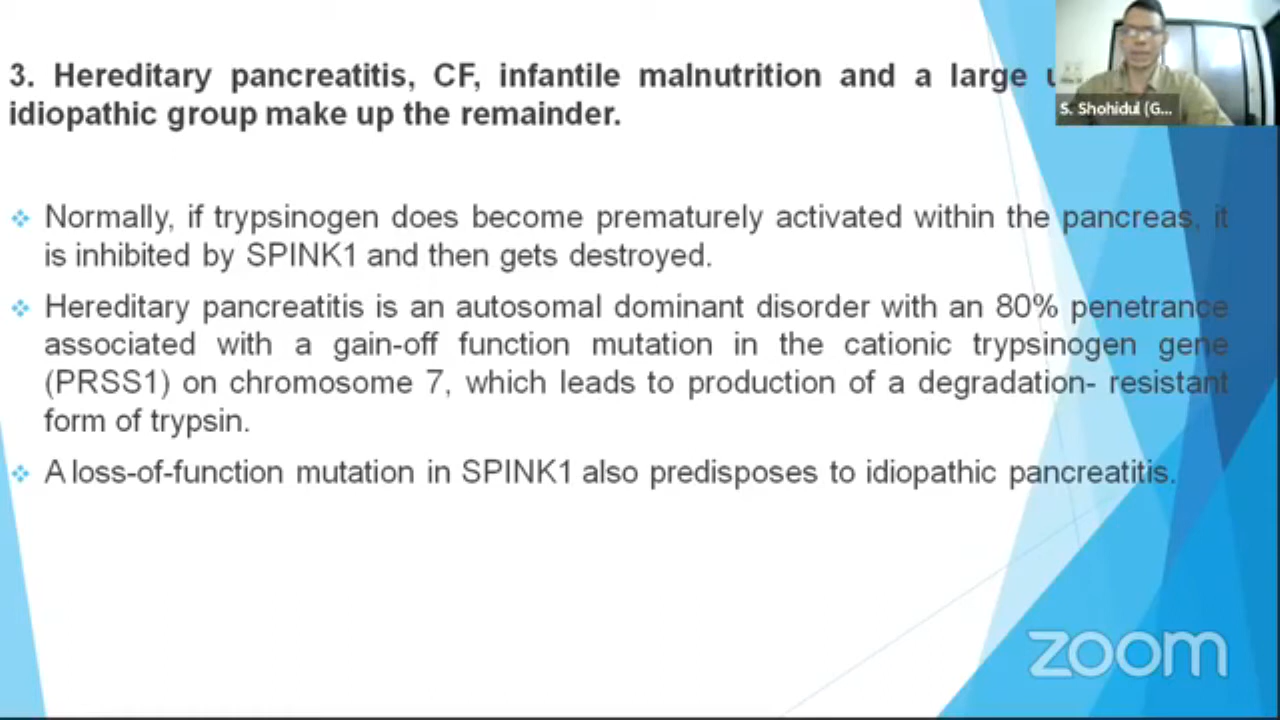 3. Hereditary pancreatitis, CF, infantile malnutrition and a large
idiopathic group make up the remainder.
S. Shohidul (G...
❖ Normally, if trypsinogen does become prematurely activated within the pancreas, it
is inhibited by SPINK1 and then gets destroyed.
❖ Hereditary pancreatitis is an autosomal dominant disorder with an 80% penetrance
associated with a gain-off function mutation in the cationic trypsinogen gene
(PRSS1) on chromosome 7, which leads to production of a degradation- resistant
form of trypsin.
❖ A loss-of-function mutation in SPINK1 also predisposes to idiopathic pancreatitis.
zoom